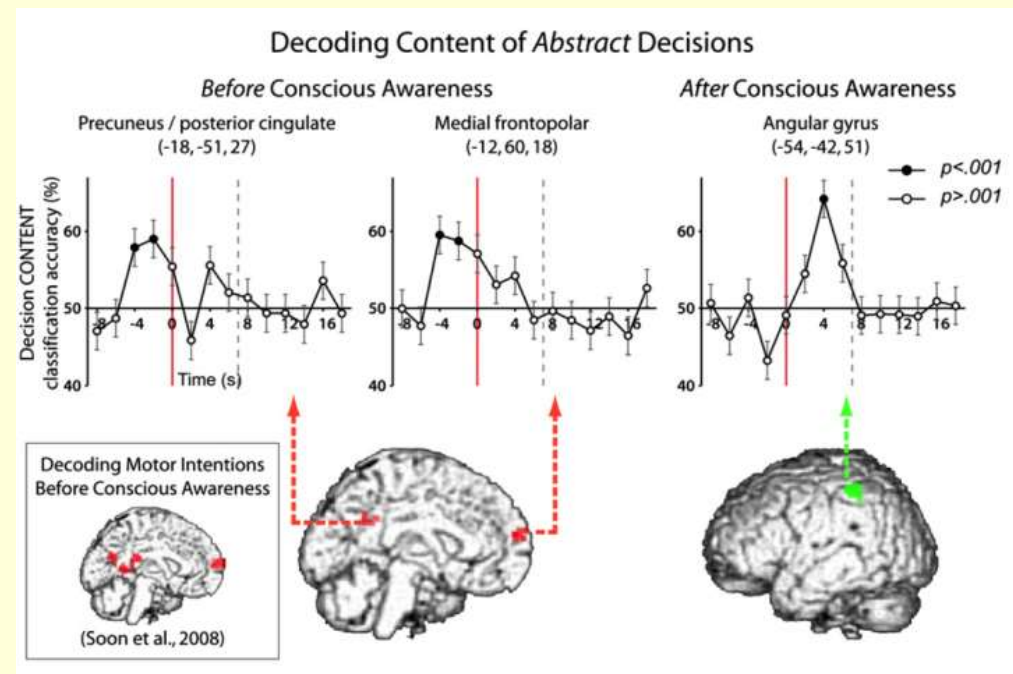 Decoding Content of Abstract Decisions
Before Conscious Awareness
After Conscious Awareness
Precuneus / posterior cingulate
(-18, -51, 27)
Medial frontopolar
(-12, 60, 18)
Angular gyrus
(-54, -42, 51)
p<.001
p>.001
Decision CONTENT
classification accuracy (%)
60
50
40
-8 -4 0 4 8 12 16
Time (s)
60
50
40
-8 -4 0 4 8 12 16
60
50
40
-8 -4 0 4 8 12 16
Decoding Motor Intentions
Before Conscious Awareness
(Soon et al., 2008)